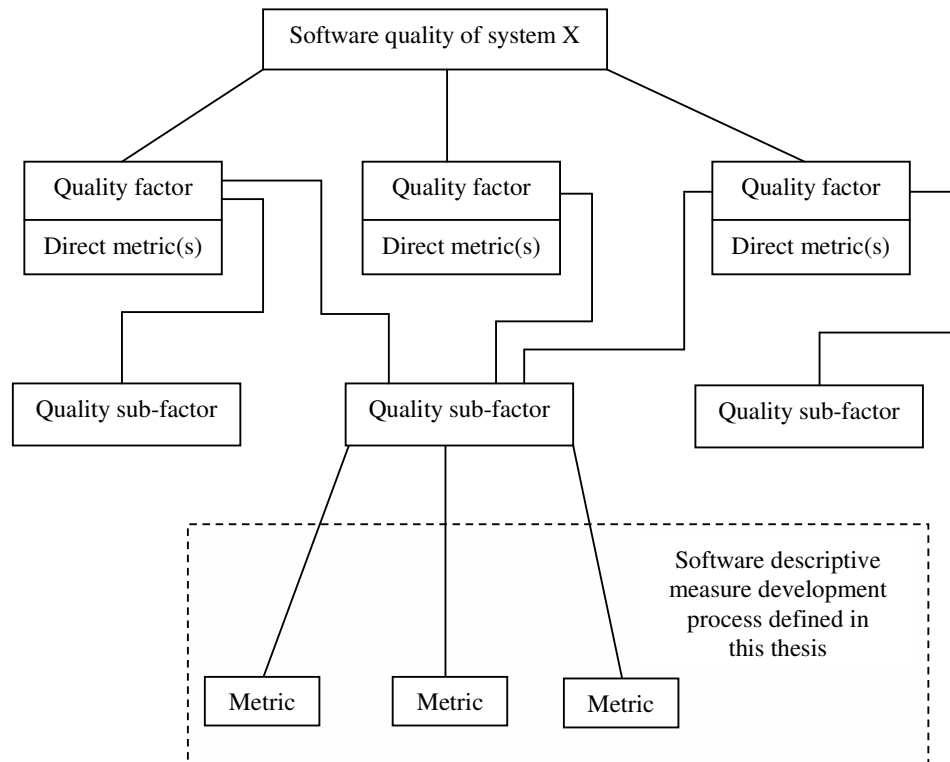 Software quality of system X
Quality factor
Direct metric(s)
Quality factor
Direct metric(s)
Quality factor
Direct metric(s)
Quality sub-factor
Quality sub-factor
Quality sub-factor
Software descriptive
measure development
process defined in
this thesis
Metric
Metric
Metric